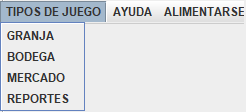 TIPOS DE JUEGO AYUDA ALIMENTARSE
GRANJA
BODEGA
MERCADO
REPORTES